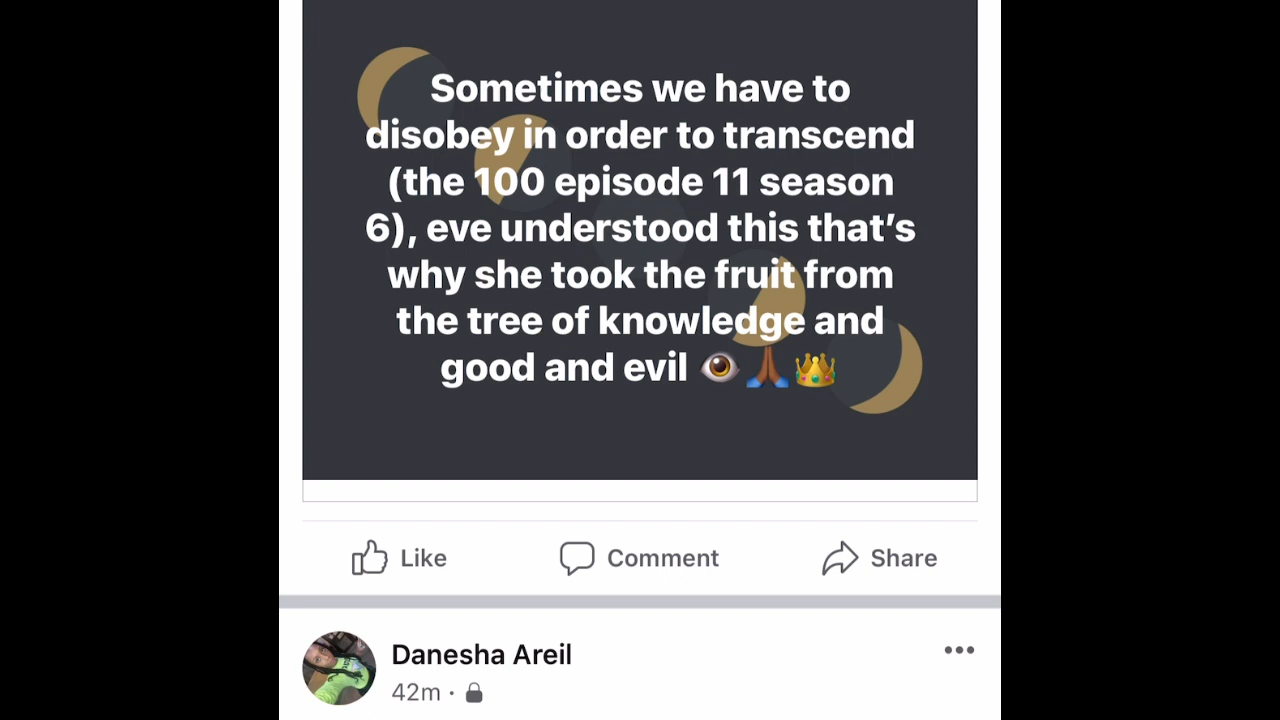 Sometimes we have to
disobey in order to transcend
(the 100 episode 11 season
6), eve understood this that’s
why she took the fruit from
the tree of knowledge and
good and evil 👁️🙏🏾👑
Like
Comment
Share
Danesha Areil
42m ·